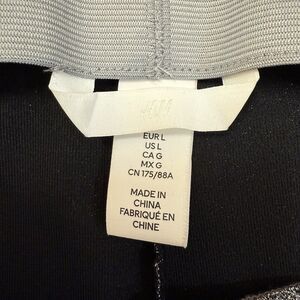 H&M
EUR L
US L
CA G
MX G
CN 175/88A
MADE IN
CHINA
FABRIQUÉ EN
CHINE